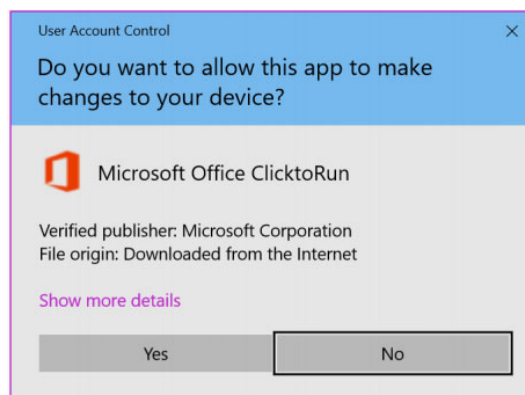 User Account Control
Do you want to allow this app to make
changes to your device?
Microsoft Office ClicktoRun
Verified publisher: Microsoft Corporation
File origin: Downloaded from the Internet
Show more details
Yes
No